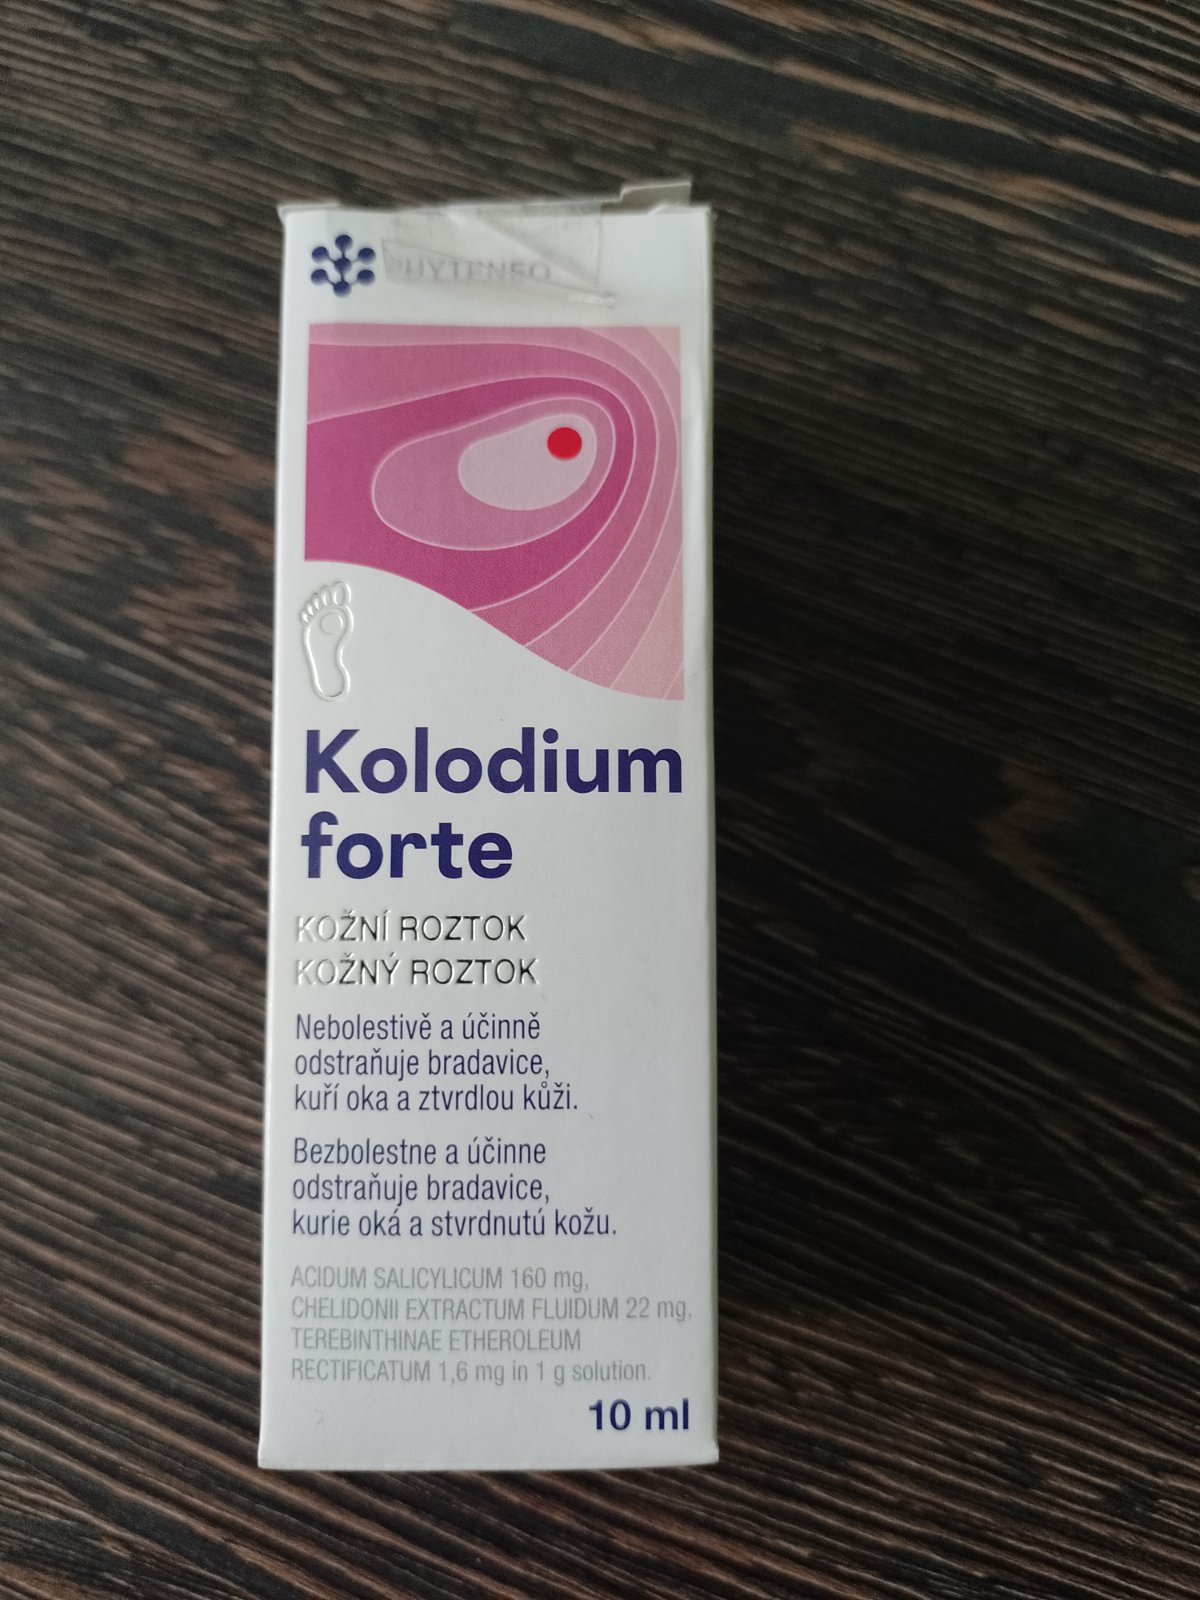 PHYTENEO
Kolodium
forte
KOŽNÍ ROZTOK
KOŽNÝ ROZTOK
Nebolestivě a účinně
odstraňuje bradavice,
kuří oka a ztvrdlou kůži.
Bezbolestne a účinne
odstraňuje bradavice,
kurie oká a stvrdnutú kožu.
ACIDUM SALICYLICUM 160 mg,
CHELIDONII EXTRACTUM FLUIDUM 22 mg,
TEREBINTHINAE ETHEROLEUM
RECTIFICATUM 1,6 mg in 1 g solution.
10 ml